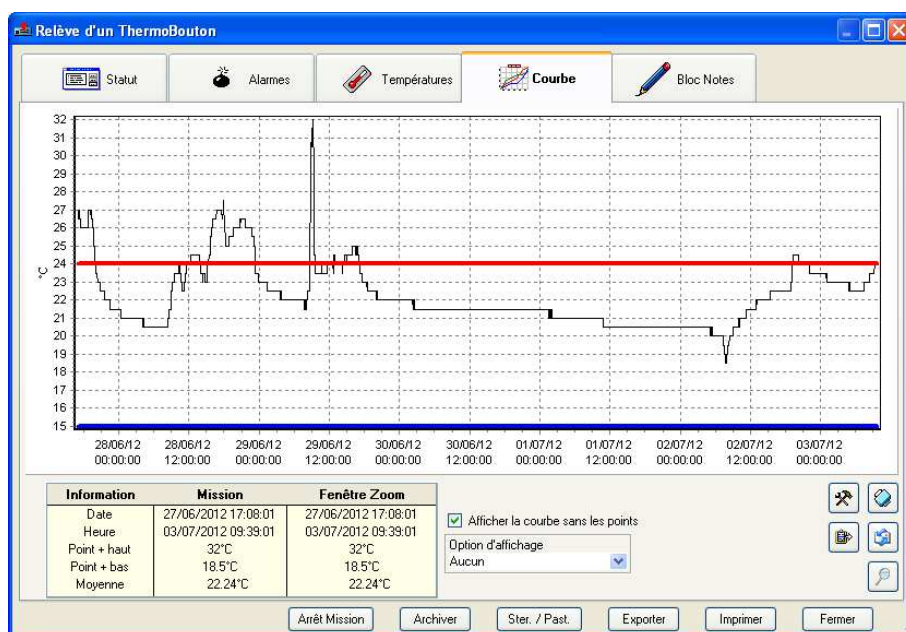 Relève d'un ThermoBouton
Statut
Alarmes
Températures
Courbe
Bloc Notes
32
31
30
29
28
27
26
25
24
23
22
21
20
19
18
17
16
15
°C
28/06/12 28/06/12 29/06/12 29/06/12 30/06/12 30/06/12 01/07/12 01/07/12 02/07/12 02/07/12 03/07/12
00:00:00 12:00:00 00:00:00 12:00:00 00:00:00 12:00:00 00:00:00 12:00:00 00:00:00 12:00:00 00:00:00
Information Mission Fenêtre Zoom
Date 27/06/2012 17:08:01 27/06/2012 17:08:01
Heure 03/07/2012 09:39:01 03/07/2012 09:39:01
Point + haut 32°C 32°C
Point + bas 18.5°C 18.5°C
Moyenne 22.24°C 22.24°C
Afficher la courbe sans les points
Option d'affichage
Aucun
Arrêt Mission
Archiver
Ster. / Past.
Exporter
Imprimer
Fermer